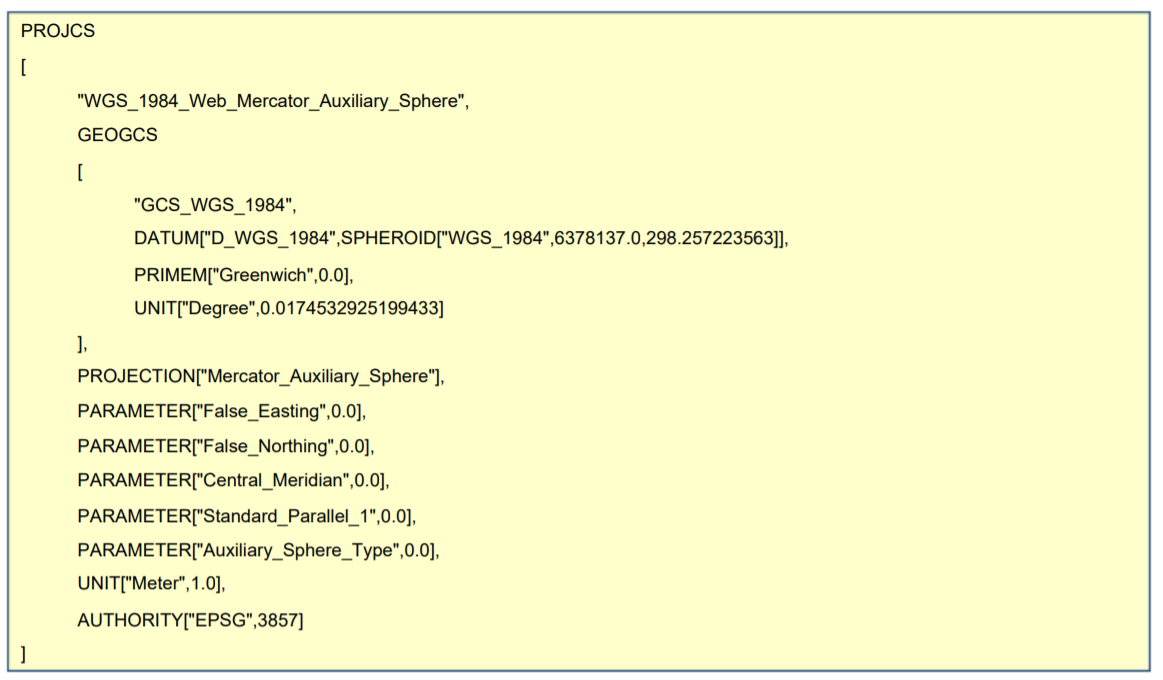 PROJCS
[
"WGS_1984_Web_Mercator_Auxiliary_Sphere",
GEOGCS
[
"GCS_WGS_1984",
DATUM["D_WGS_1984",SPHEROID["WGS_1984",6378137.0,298.257223563]],
PRIMEM["Greenwich",0.0],
UNIT["Degree",0.0174532925199433]
],
PROJECTION["Mercator_Auxiliary_Sphere"],
PARAMETER["False_Easting",0.0],
PARAMETER["False_Northing",0.0],
PARAMETER["Central_Meridian",0.0],
PARAMETER["Standard_Parallel_1",0.0],
PARAMETER["Auxiliary_Sphere_Type",0.0],
UNIT["Meter",1.0],
AUTHORITY["EPSG",3857]
]